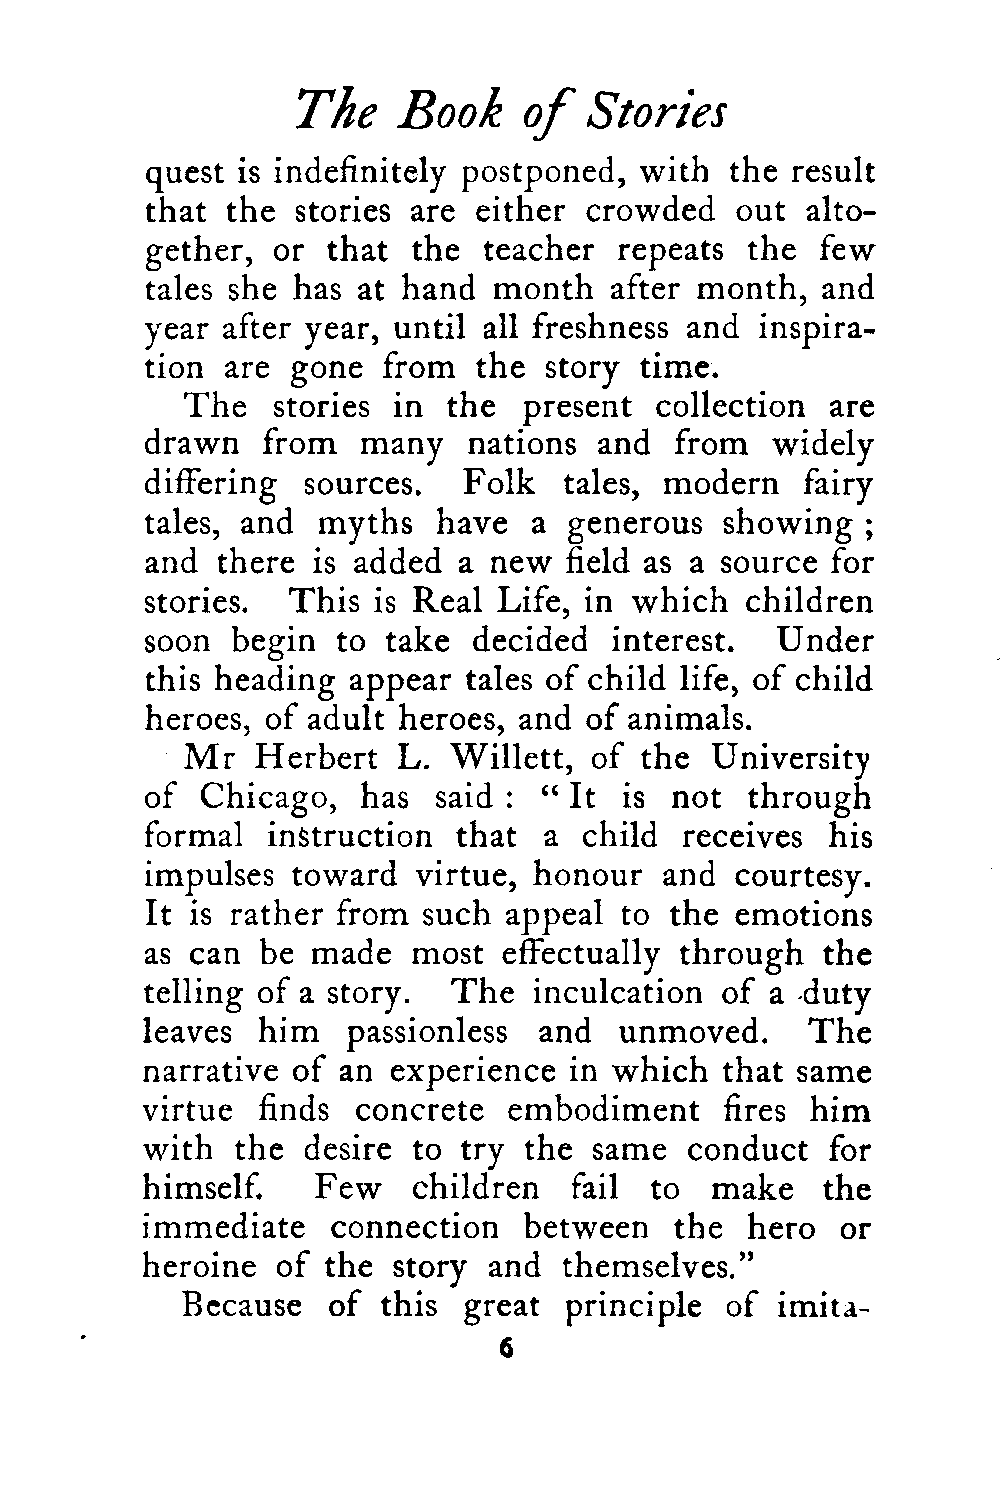 The Book of Stories
quest is indefinitely postponed, with the result
that the stories are either crowded out alto-
gether, or that the teacher repeats the few
tales she has at hand month after month, and
year after year, until all freshness and inspira-
tion are gone from the story time.
The stories in the present collection are
drawn from many nations and from widely
differing sources. Folk tales, modern fairy
tales, and myths have a generous showing ;
and there is added a new field as a source for
stories. This is Real Life, in which children
soon begin to take decided interest. Under
this heading appear tales of child life, of child
heroes, of adult heroes, and of animals.
Mr Herbert L. Willett, of the University
of Chicago, has said : “ It is not through
formal instruction that a child receives his
impulses toward virtue, honour and courtesy.
It is rather from such appeal to the emotions
as can be made most effectually through the
telling of a story. The inculcation of a duty
leaves him passionless and unmoved. The
narrative of an experience in which that same
virtue finds concrete embodiment fires him
with the desire to try the same conduct for
himself. Few children fail to make the
immediate connection between the hero or
heroine of the story and themselves.”
Because of this great principle of imita-
6